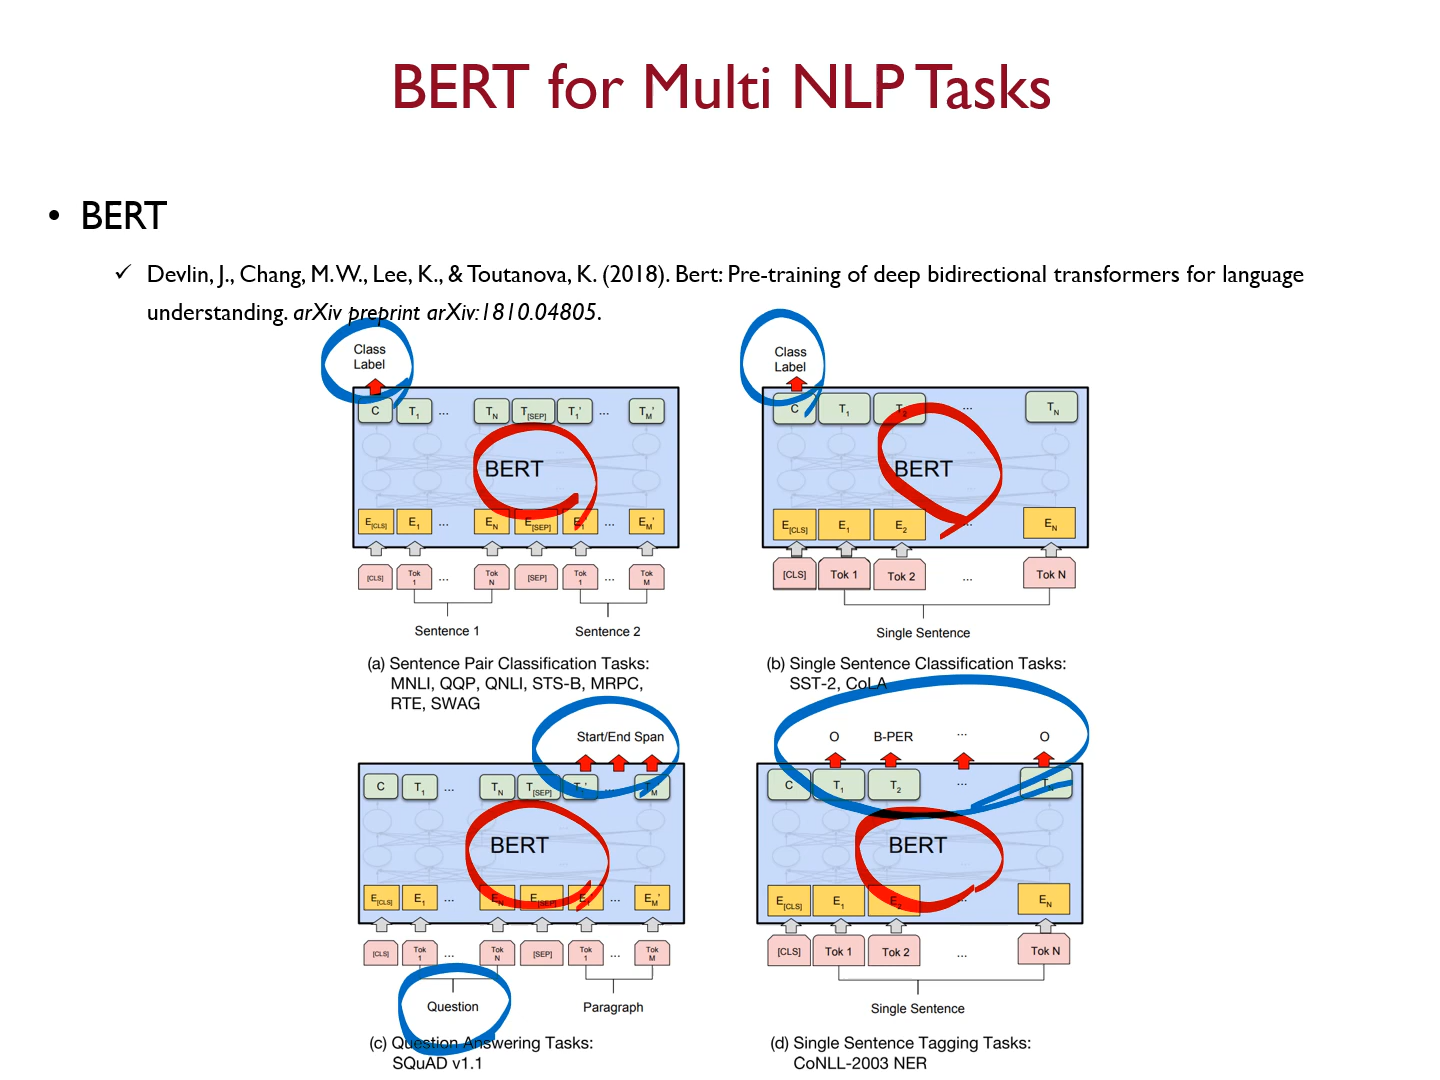 BERT for Multi NLP Tasks
• BERT
✓ Devlin, J., Chang, M. W., Lee, K., & Toutanova, K. (2018). Bert: Pre-training of deep bidirectional transformers for language
understanding. arXiv preprint arXiv:1810.04805.
Class
Label
C T1 ... TN T[SEP] T1' ... TM'
BERT
E[CLS] E1 ... EN E[SEP] E1' ... EM'
[CLS] Tok 1 ... Tok N [SEP] Tok 1 ... Tok M
Sentence 1 Sentence 2
(a) Sentence Pair Classification Tasks:
MNLI, QQP, QNLI, STS-B, MRPC,
RTE, SWAG
Class
Label
C T1 T2 ... TN
BERT
E[CLS] E1 E2 ... EN
[CLS] Tok 1 Tok 2 ... Tok N
Single Sentence
(b) Single Sentence Classification Tasks:
SST-2, CoLA
Start/End Span
C T1 ... TN T[SEP] T1' ... TM'
BERT
E[CLS] E1 ... EN E[SEP] E1' ... EM'
[CLS] Tok 1 ... Tok N [SEP] Tok 1 ... Tok M
Question Paragraph
(c) Question Answering Tasks:
SQuAD v1.1
O B-PER ... O
C T1 T2 ... TN
BERT
E[CLS] E1 E2 ... EN
[CLS] Tok 1 Tok 2 ... Tok N
Single Sentence
(d) Single Sentence Tagging Tasks:
CoNLL-2003 NER